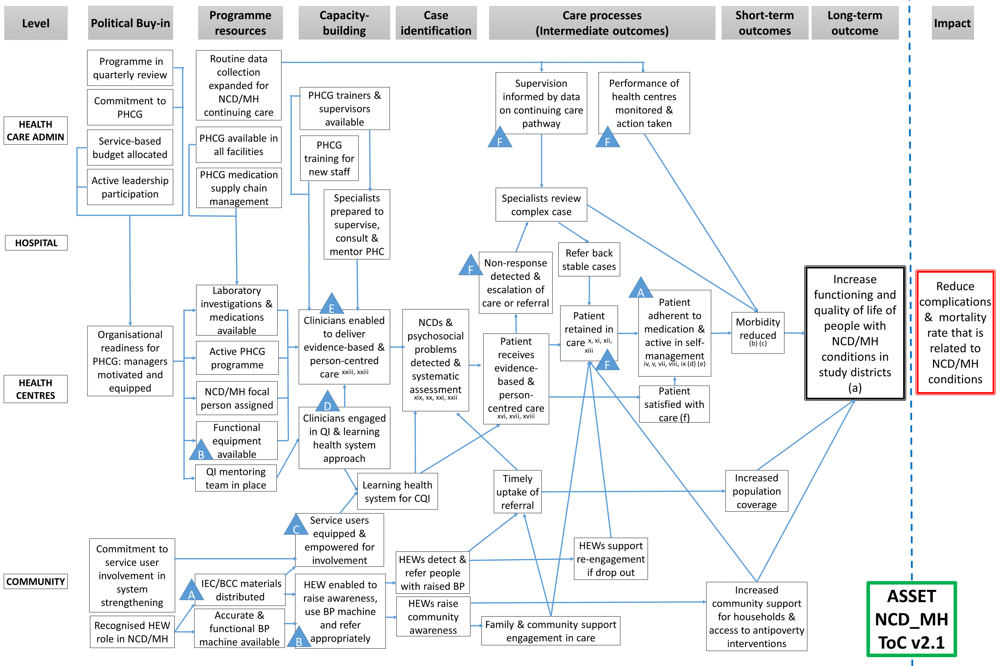 Level
Political Buy-in
Programme
resources
Capacity-
building
Case
identification
Care processes
(Intermediate outcomes)
Short-term
outcomes
Long-term
outcome
Impact
HEALTH
CARE ADMIN
Programme in
quarterly review
Commitment to
PHCG
Service-based
budget allocated
Active leadership
participation
Routine data
collection
expanded for
NCD/MH
continuing care
PHCG available in
all facilities
PHCG medication
supply chain
management
PHCG trainers &
supervisors
available
PHCG
training for
new staff
Specialists
prepared to
supervise,
consult &
mentor PHC
Supervision
informed by data
on continuing care
pathway
F
Performance of
health centres
monitored &
action taken
F
HOSPITAL
Specialists review
complex case
Refer back
stable cases
F
Non-response
detected &
escalation of
care or referral
HEALTH
CENTRES
Organisational
readiness for
PHCG: managers
motivated and
equipped
Laboratory
investigations &
medications
available
Active PHCG
programme
NCD/MH focal
person assigned
Functional
equipment
available
B
QI mentoring
team in place
E
Clinicians enabled
to deliver
evidence-based &
person-centred
care xxiii, xxiii
D
Clinicians engaged
in QI & learning
health system
approach
Learning health
system for CQI
NCDs &
psychosocial
problems
detected &
systematic
assessment
xix, xx, xxi, xxii
Patient
receives
evidence-
based &
person-
centred care
xvi, xvii, xviii
Patient
retained in
care x, xi, xii,
xiii
F
A
Patient
adherent to
medication &
active in self-
management
iv, v, vii, viii, ix (d) (e)
Patient
satisfied with
care (f)
Morbidity
reduced
(b) (c)
Increase
functioning and
quality of life of
people with
NCD/MH
conditions in
study districts
(a)
Reduce
complications
& mortality
rate that is
related to
NCD/MH
conditions
Timely
uptake of
referral
Increased
population
coverage
COMMUNITY
Commitment to
service user
involvement in
system
strengthening
Recognised HEW
role in NCD/MH
A
IEC/BCC materials
distributed
Accurate &
functional BP
machine available
C
Service users
equipped &
empowered for
involvement
HEW enabled to
raise awareness,
use BP machine
and refer
appropriately
B
HEWs detect &
refer people
with raised BP
HEWs raise
community
awareness
HEWs support
re-engagement
if drop out
Family & community support
engagement in care
Increased
community support
for households &
access to antipoverty
interventions
ASSET
NCD_MH
ToC v2.1